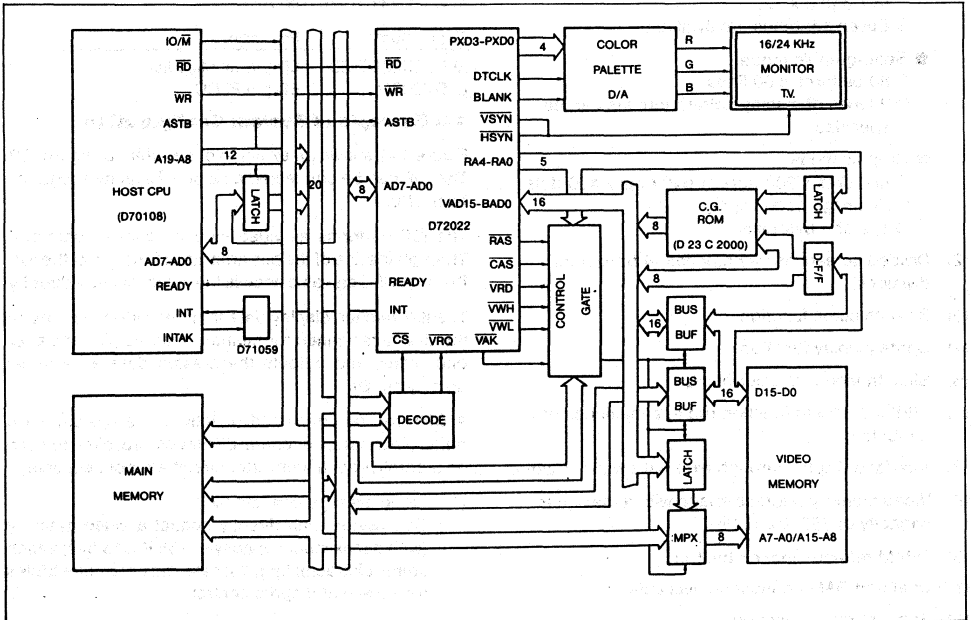 IO/M
RD
WR
ASTB
A19-A8
12
HOST CPU
(D70108)
LATCH
20
8
AD7-AD0
READY
INT
INTAK
D71059
MAIN
MEMORY
RD
WR
ASTB
8
AD7-AD0
READY
INT
CS
VRQ
VAK
D72022
PXD3-PXD0
DTCLK
BLANK
VSYN
HSYN
RA4-RA0
VAD15-BAD0
RAS
CAS
VRD
VWH
VWL
4
5
16
DECODE
CONTROL
GATE
COLOR
PALETTE
D/A
R
G
B
16/24 KHz
MONITOR
T.V.
8
C.G.
ROM
(D 23 C 2000)
LATCH
D-F/F
8
16
BUS
BUF
BUS
BUF
16
LATCH
MPX
8
D15-D0
VIDEO
MEMORY
A7-A0/A15-A8